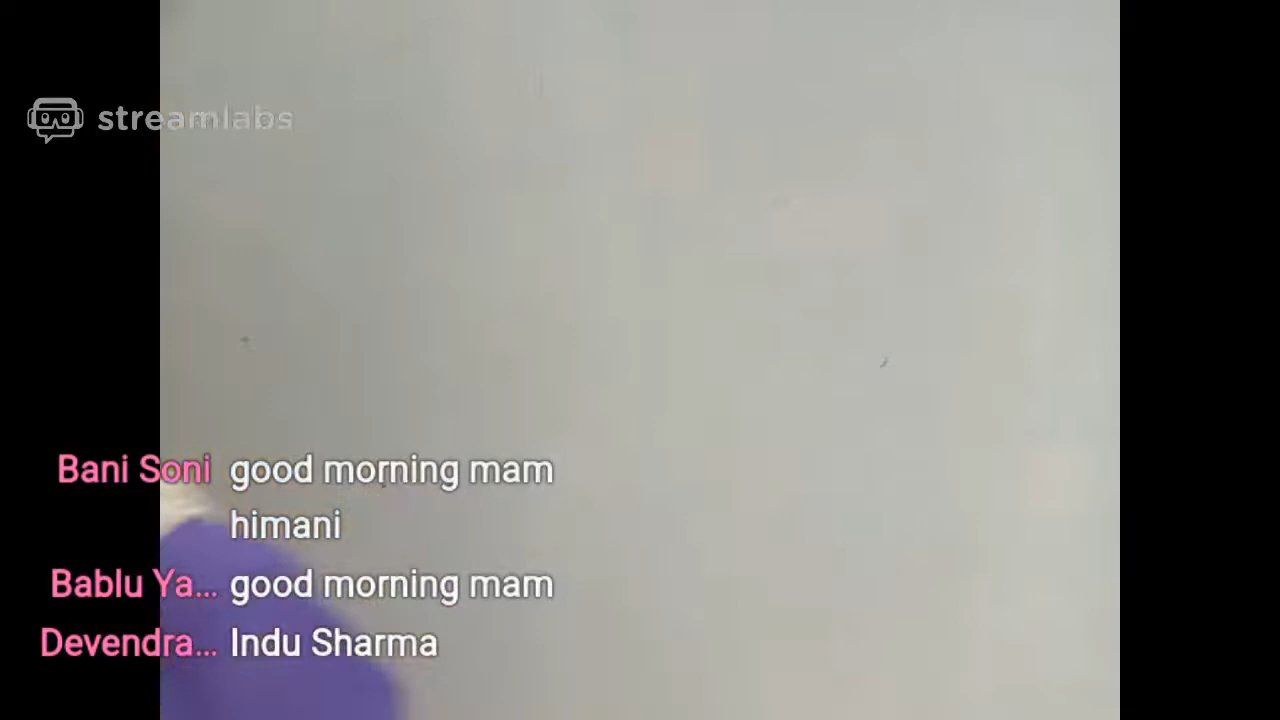 streamlabs
Bani Soni good morning mam
himani
Bablu Ya... good morning mam
Devendra... Indu Sharma